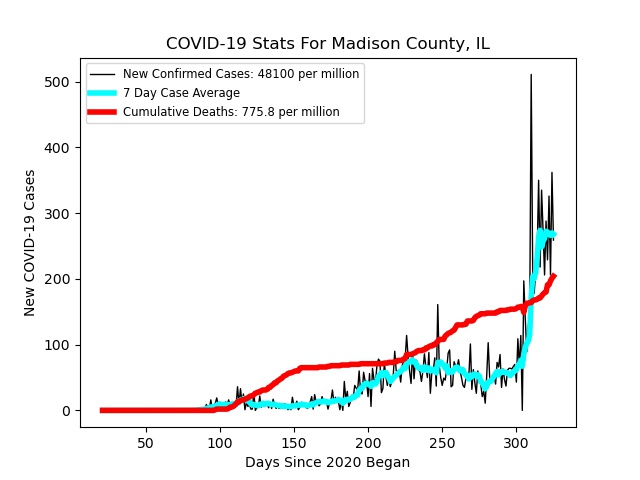 COVID-19 Stats For Madison County, IL
New Confirmed Cases: 48100 per million
7 Day Case Average
Cumulative Deaths: 775.8 per million
New COVID-19 Cases
500
400
300
200
100
0
50
100
150
200
250
300
Days Since 2020 Began